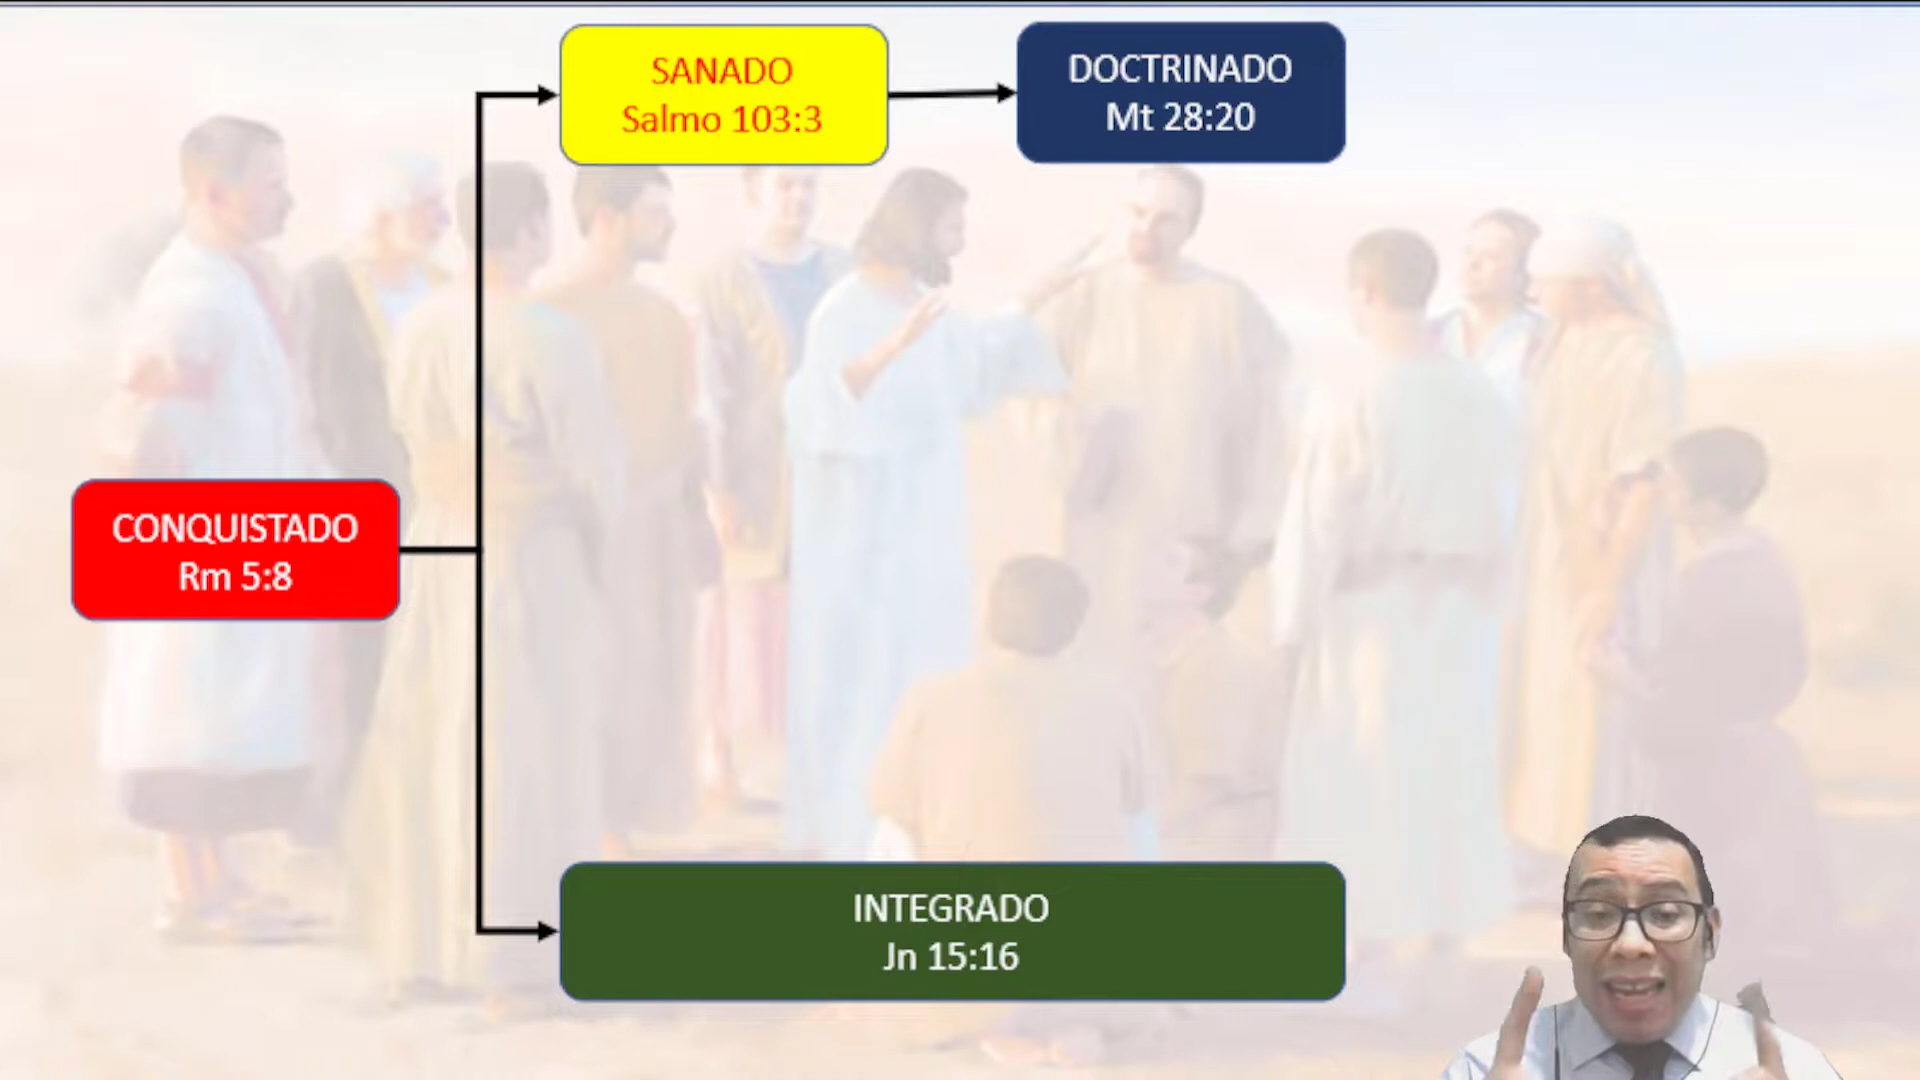 SANADO
Salmo 103:3
DOCTRINADO
Mt 28:20
CONQUISTADO
Rm 5:8
INTEGRADO
Jn 15:16